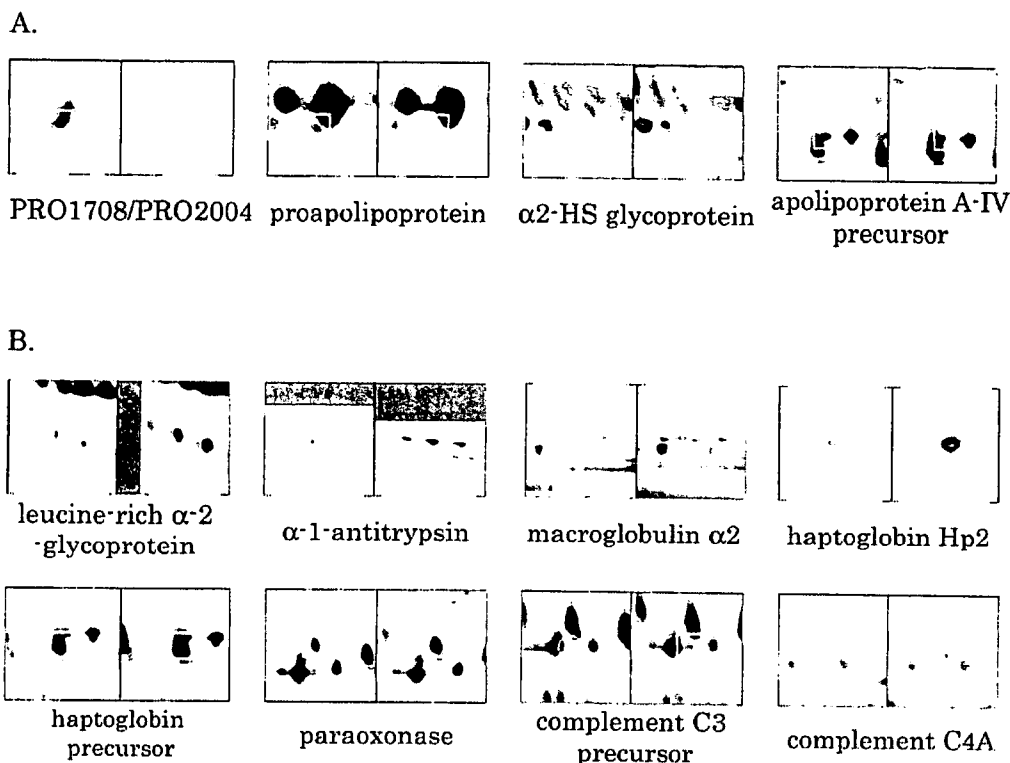 A.
PRO1708/PRO2004
proapolipoprotein
α2-HS glycoprotein
apolipoprotein A-IV
precursor
B.
leucine-rich α-2
-glycoprotein
α-1-antitrypsin
macroglobulin α2
haptoglobin Hp2
haptoglobin
precursor
paraoxonase
complement C3
precursor
complement C4A